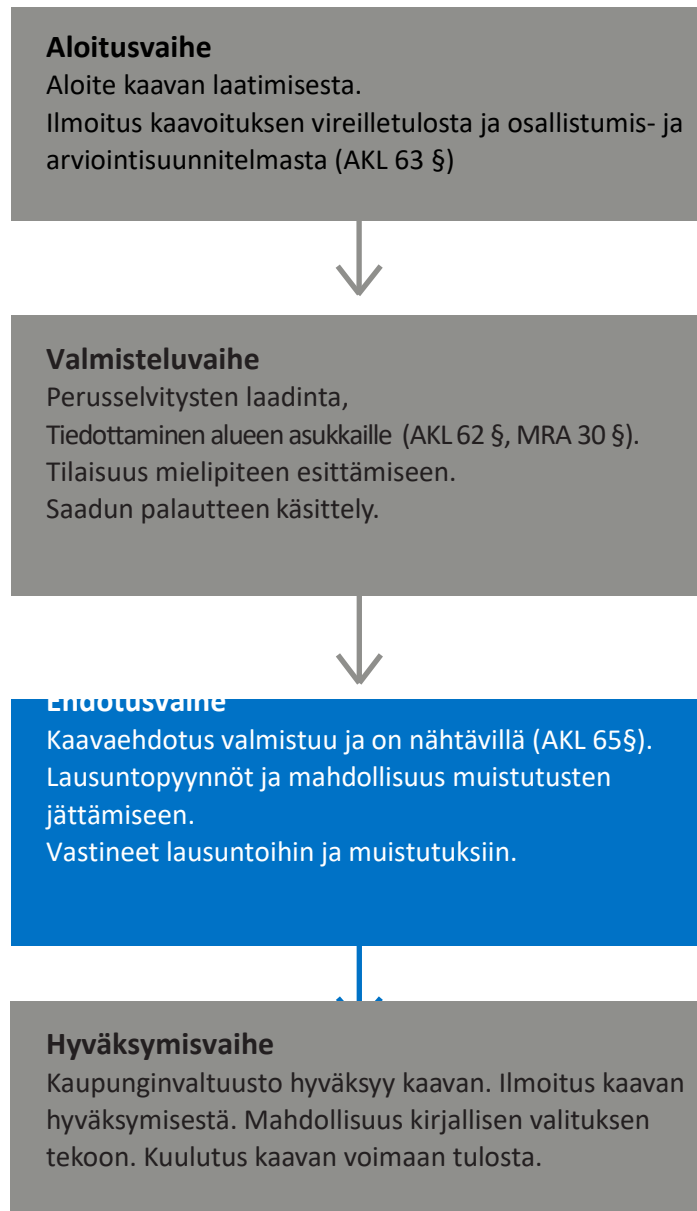 Aloitusvaihe
Aloite kaavan laatimisesta.
Ilmoitus kaavoituksen vireilletulosta ja osallistumis- ja
arviointisuunnitelmasta (AKL 63 §)
Valmisteluvaihe
Perusselvitysten laadinta,
Tiedottaminen alueen asukkaille (AKL 62 §, MRA 30 §).
Tilaisuus mielipiteen esittämiseen.
Saadun palautteen käsittely.
Ehdotusvaihe
Kaavaehdotus valmistuu ja on nähtävillä (AKL 65§).
Lausuntopyynnöt ja mahdollisuus muistutusten
jättämiseen.
Vastineet lausuntoihin ja muistutuksiin.
Hyväksymisvaihe
Kaupunginvaltuusto hyväksyy kaavan. Ilmoitus kaavan
hyväksymisestä. Mahdollisuus kirjallisen valituksen
tekoon. Kuulutus kaavan voimaan tulosta.